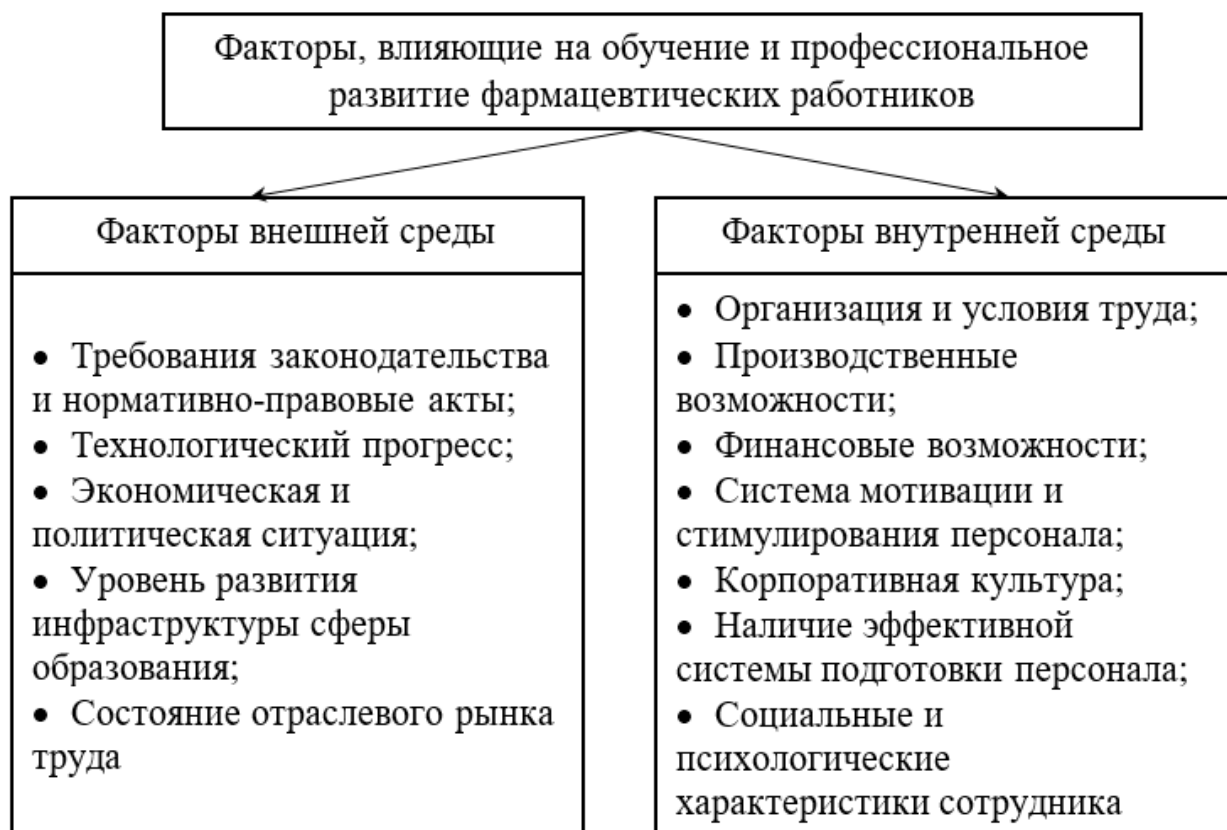 Факторы, влияющие на обучение и профессиональное
развитие фармацевтических работников
Факторы внешней среды
• Требования законодательства
и нормативно-правовые акты;
• Технологический прогресс;
• Экономическая и
политическая ситуация;
• Уровень развития
инфраструктуры сферы
образования;
• Состояние отраслевого рынка
труда
Факторы внутренней среды
• Организация и условия труда;
• Производственные
возможности;
• Финансовые возможности;
• Система мотивации и
стимулирования персонала;
• Корпоративная культура;
• Наличие эффективной
системы подготовки персонала;
• Социальные и
психологические
характеристики сотрудника